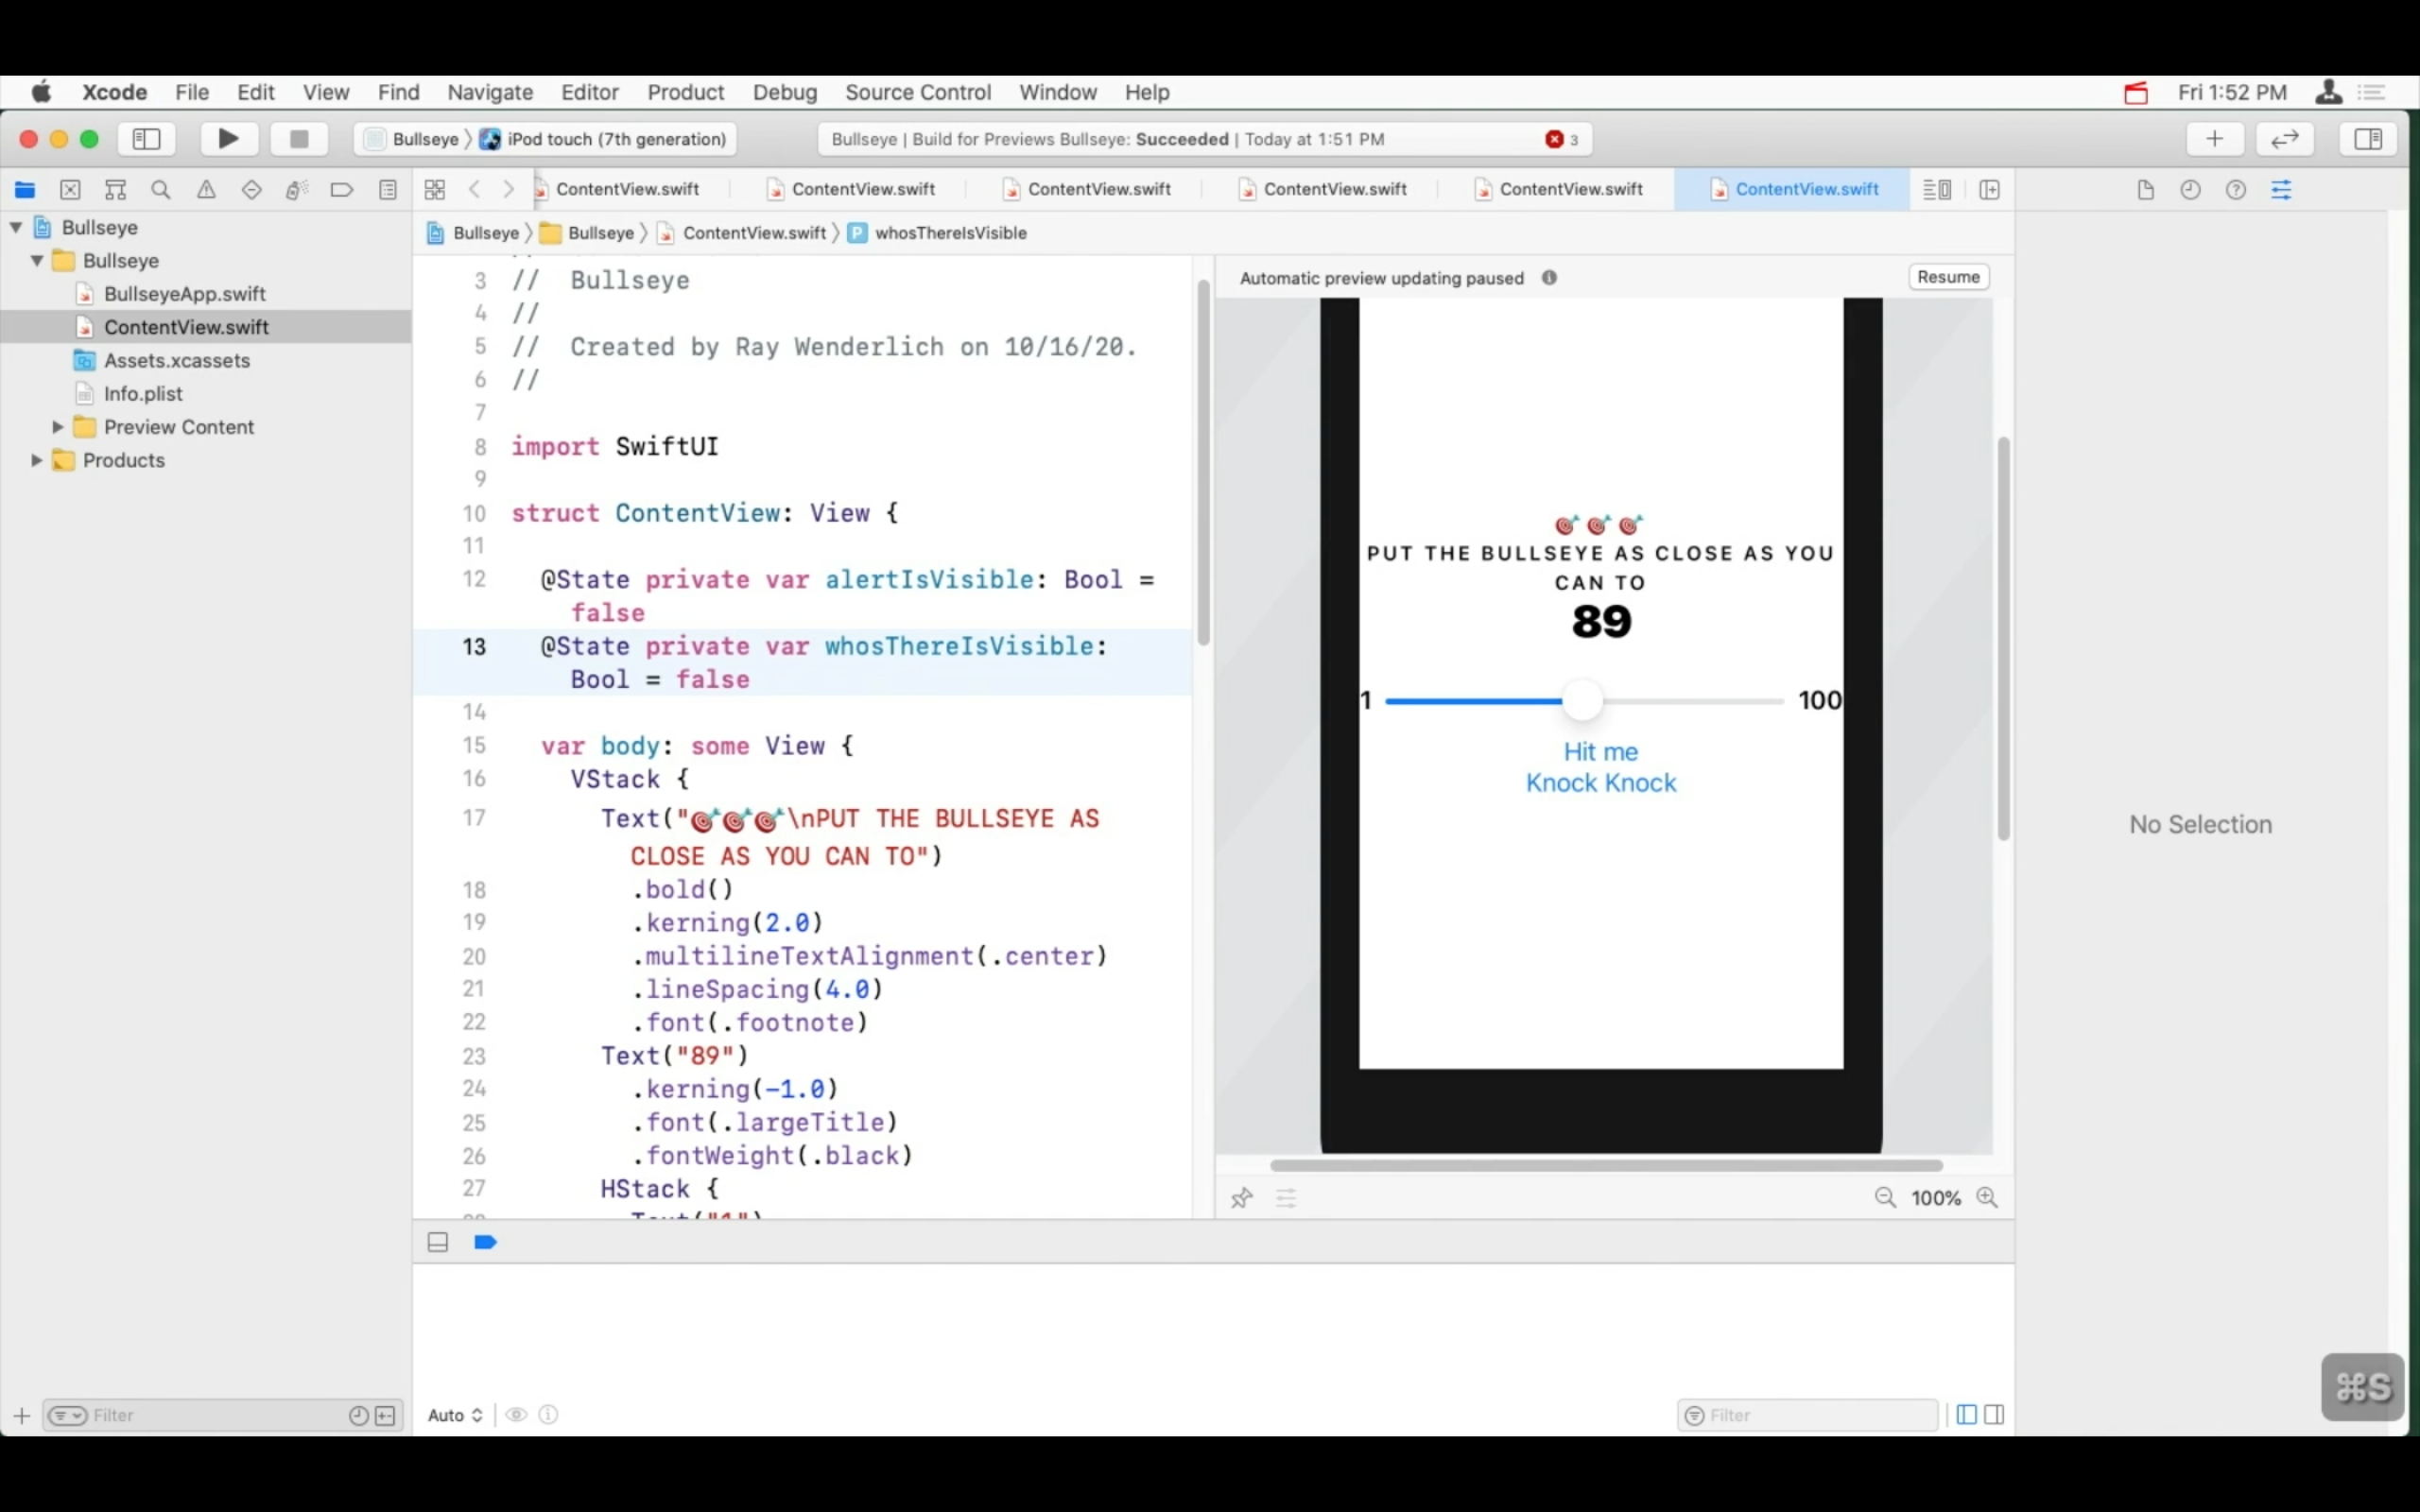 Xcode File Edit View Find Navigate Editor Product Debug Source Control Window Help
Fri 1:52 PM
Bullseye 〉 iPod touch (7th generation)
Bullseye | Build for Previews Bullseye: Succeeded | Today at 1:51 PM
3
ContentView.swift
ContentView.swift
ContentView.swift
ContentView.swift
ContentView.swift
ContentView.swift
Bullseye
Bullseye
BullseyeApp.swift
ContentView.swift
Assets.xcassets
Info.plist
Preview Content
Products
Filter
Bullseye 〉 Bullseye 〉 ContentView.swift 〉 P whosThereIsVisible
3 //  Bullseye
4 //
5 //  Created by Ray Wenderlich on 10/16/20.
6 //
7
8 import SwiftUI
9
10 struct ContentView: View {
11
12   @State private var alertIsVisible: Bool =
false
13   @State private var whosThereIsVisible:
Bool = false
14
15   var body: some View {
16     VStack {
17       Text("🎯🎯🎯\nPUT THE BULLSEYE AS
CLOSE AS YOU CAN TO")
18         .bold()
19         .kerning(2.0)
20         .multilineTextAlignment(.center)
21         .lineSpacing(4.0)
22         .font(.footnote)
23       Text("89")
24         .kerning(-1.0)
25         .font(.largeTitle)
26         .fontWeight(.black)
27       HStack {
Text("1")
Automatic preview updating paused
Resume
🎯🎯🎯
PUT THE BULLSEYE AS CLOSE AS YOU
CAN TO
89
1 100
Hit me
Knock Knock
100%
No Selection
Auto
Filter
⌘S